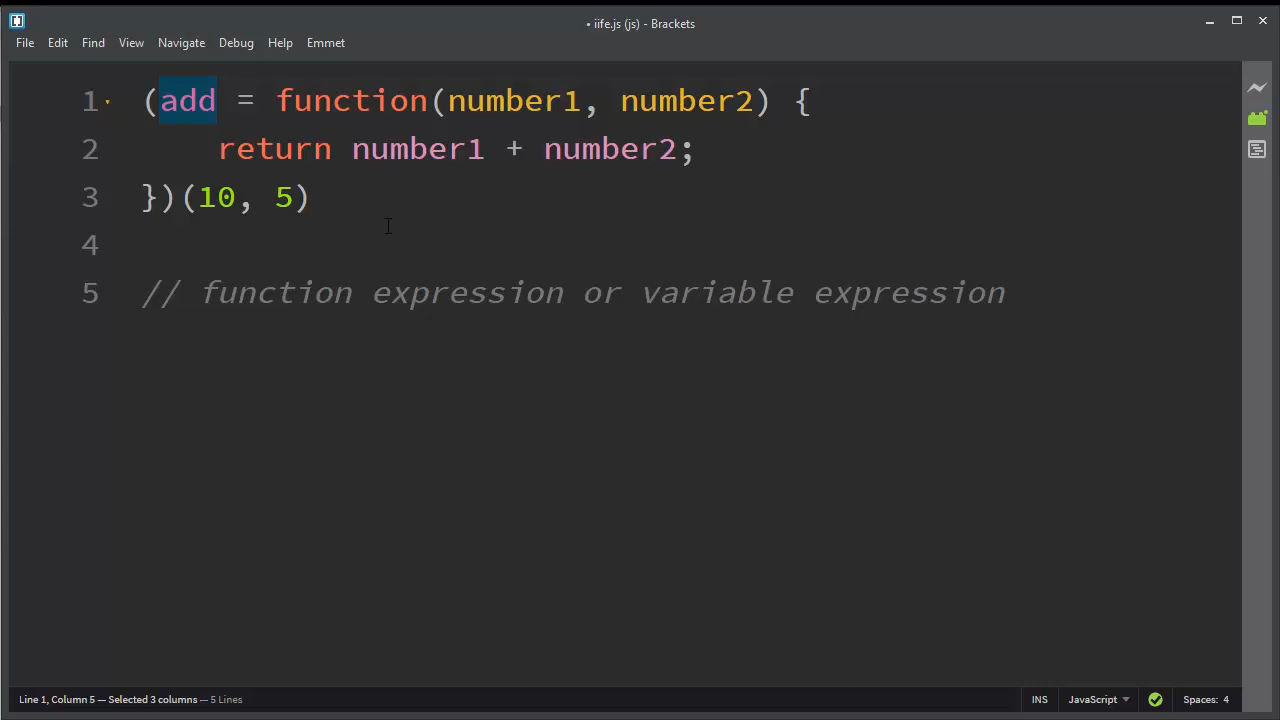 • iife.js (js) - Brackets
File Edit Find View Navigate Debug Help Emmet
1 (add = function(number1, number2) {
2     return number1 + number2;
3 })(10, 5)
4
5 // function expression or variable expression
Line 1, Column 5 — Selected 3 columns — 5 Lines INS JavaScript Spaces: 4